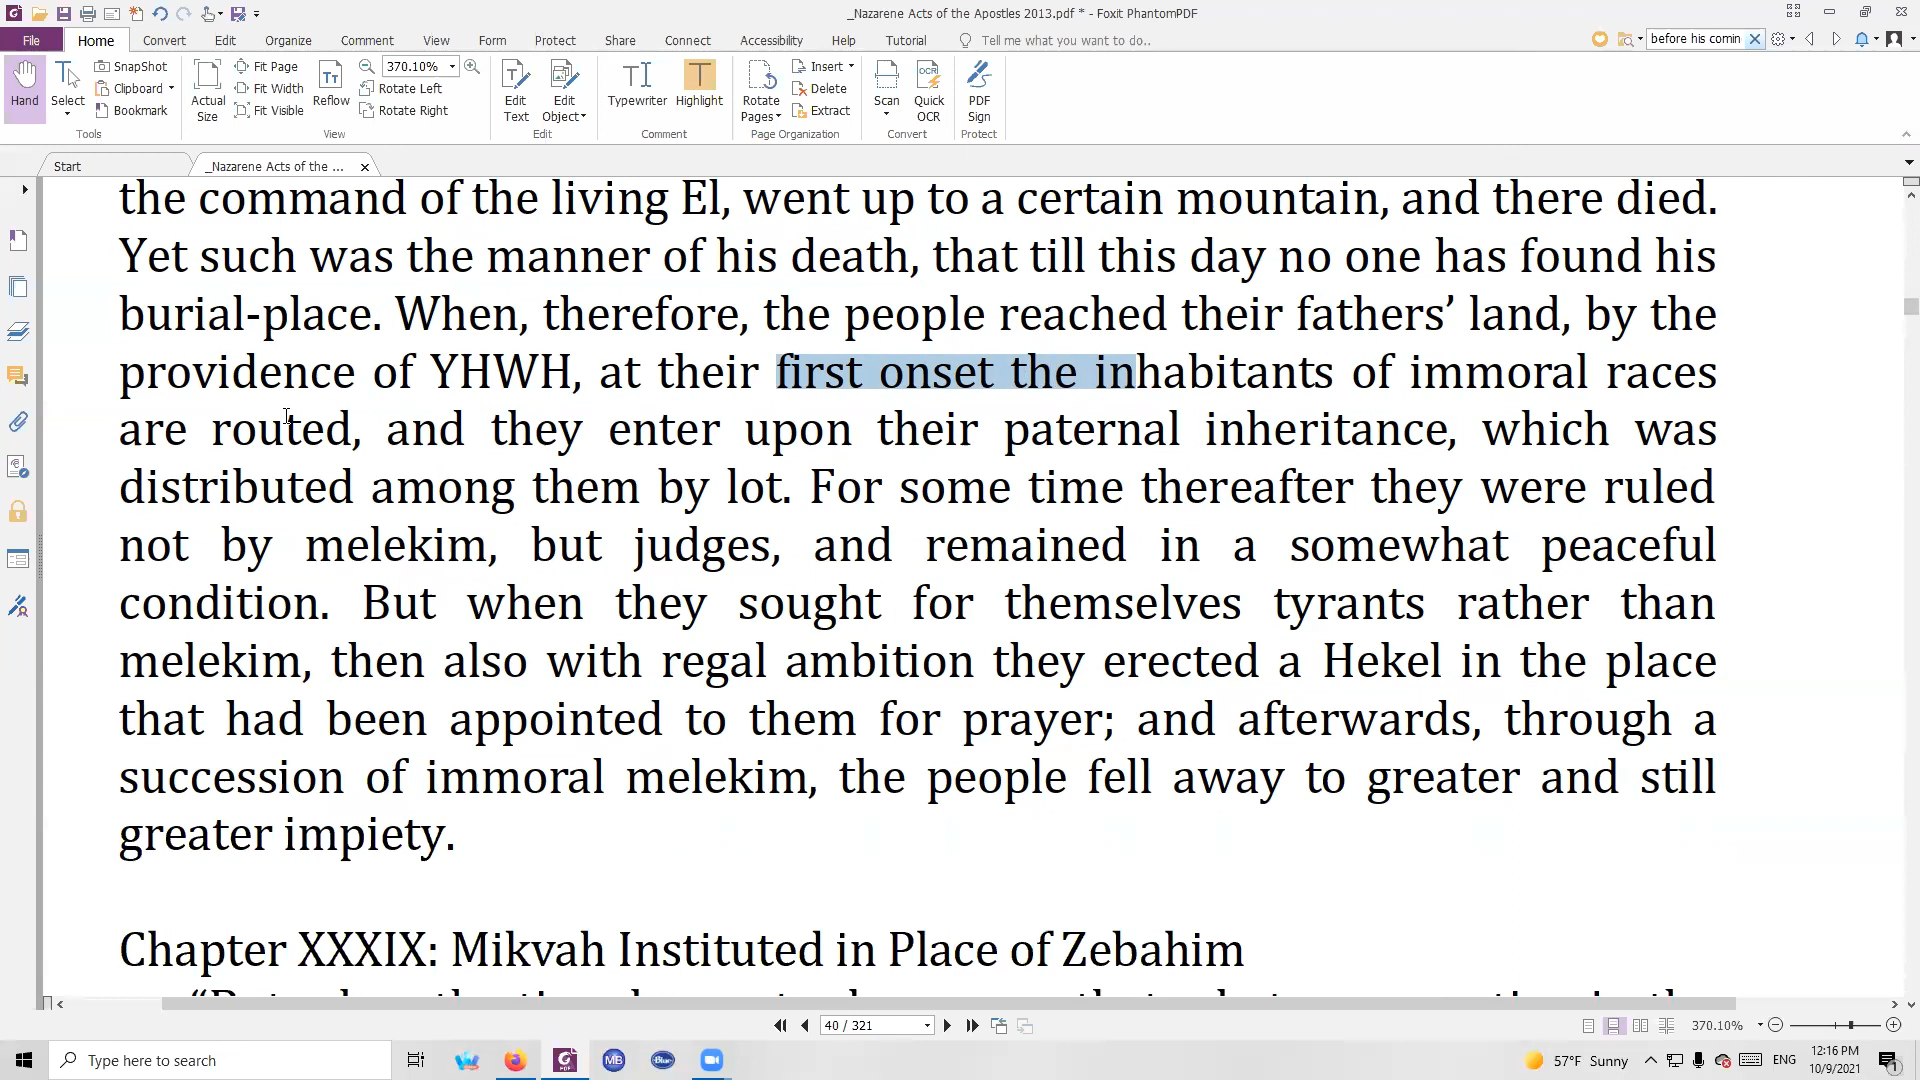 _Nazarene Acts of the Apostles 2013.pdf * - Foxit PhantomPDF
File Home Convert Edit Organize Comment View Form Protect Share Connect Accessibility Help Tutorial Tell me what you want to do.. before his comin
Hand Select SnapShot Clipboard Bookmark
Tools
Actual Size Fit Page Fit Width Fit Visible Reflow 370.10% Rotate Left Rotate Right
View
Edit Text Edit Object
Edit
Typewriter Highlight
Comment
Rotate Pages Insert Delete Extract
Page Organization
Scan Quick OCR
Convert
PDF Sign
Protect
Start _Nazarene Acts of the ...
the command of the living El, went up to a certain mountain, and there died.
Yet such was the manner of his death, that till this day no one has found his
burial-place. When, therefore, the people reached their fathers’ land, by the
providence of YHWH, at their first onset the inhabitants of immoral races
are routed, and they enter upon their paternal inheritance, which was
distributed among them by lot. For some time thereafter they were ruled
not by melekim, but judges, and remained in a somewhat peaceful
condition. But when they sought for themselves tyrants rather than
melekim, then also with regal ambition they erected a Hekel in the place
that had been appointed to them for prayer; and afterwards, through a
succession of immoral melekim, the people fell away to greater and still
greater impiety.
Chapter XXXIX: Mikvah Instituted in Place of Zebahim
40 / 321 370.10%
Type here to search MB Blue 57°F Sunny ENG 12:16 PM
10/9/2021